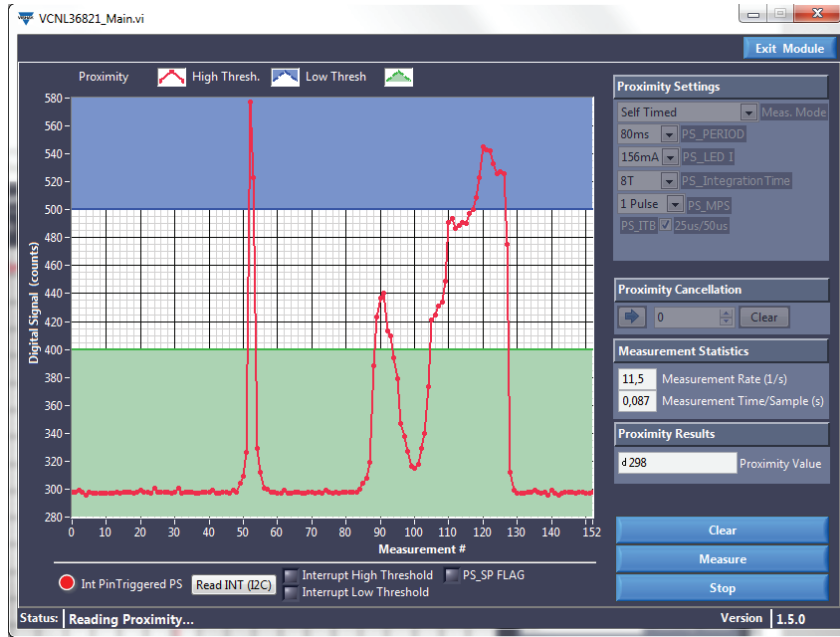 VCNL36821_Main.vi
Exit Module
Proximity High Thresh. Low Thresh
Digital Signal (counts)
580
560
540
520
500
480
460
440
420
400
380
360
340
320
300
280
0 10 20 30 40 50 60 70 80 90 100 110 120 130 140 152
Measurement #
Proximity Settings
Self Timed Meas. Mode
80ms PS_PERIOD
156mA PS_LED I
8T PS_IntegrationTime
1 Pulse PS_MPS
PS_ITB 25us/50us
Proximity Cancellation
0 Clear
Measurement Statistics
11,5 Measurement Rate (1/s)
0,087 Measurement Time/Sample (s)
Proximity Results
d 298 Proximity Value
Clear
Measure
Stop
Int PinTriggered PS Read INT (I2C) Interrupt High Threshold PS_SP FLAG
Interrupt Low Threshold
Status: Reading Proximity... Version 1.5.0